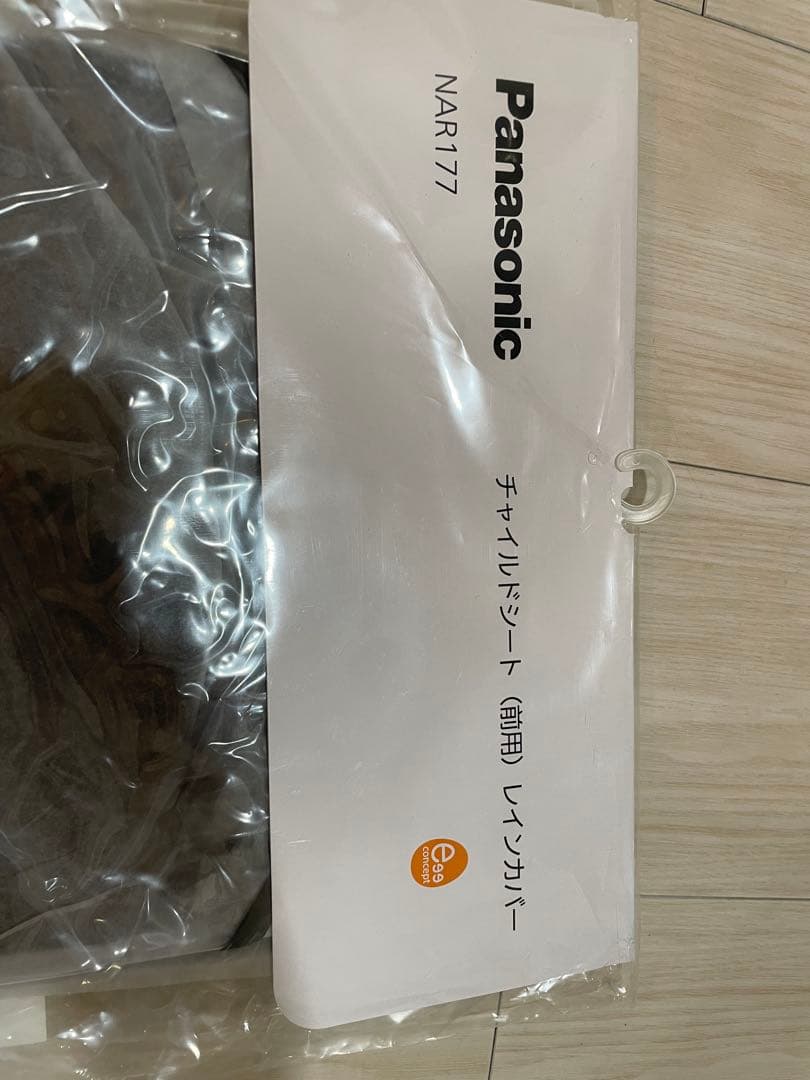 Panasonic
チャイルドシート（前用）レインカバー
NAR177
egg
concept